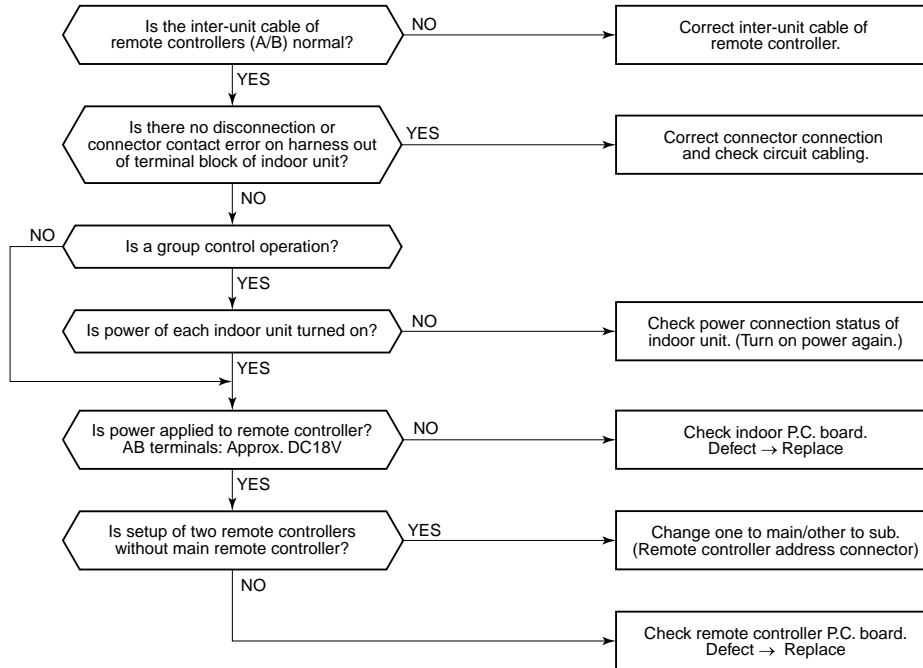 Is the inter-unit cable of
remote controllers (A/B) normal?
NO
Correct inter-unit cable of
remote controller.
YES
Is there no disconnection or
connector contact error on harness out
of terminal block of indoor unit?
YES
Correct connector connection
and check circuit cabling.
NO
NO
Is a group control operation?
YES
Is power of each indoor unit turned on?
NO
Check power connection status of
indoor unit. (Turn on power again.)
YES
Is power applied to remote controller?
AB terminals: Approx. DC18V
NO
Check indoor P.C. board.
Defect → Replace
YES
Is setup of two remote controllers
without main remote controller?
YES
Change one to main/other to sub.
(Remote controller address connector)
NO
Check remote controller P.C. board.
Defect → Replace